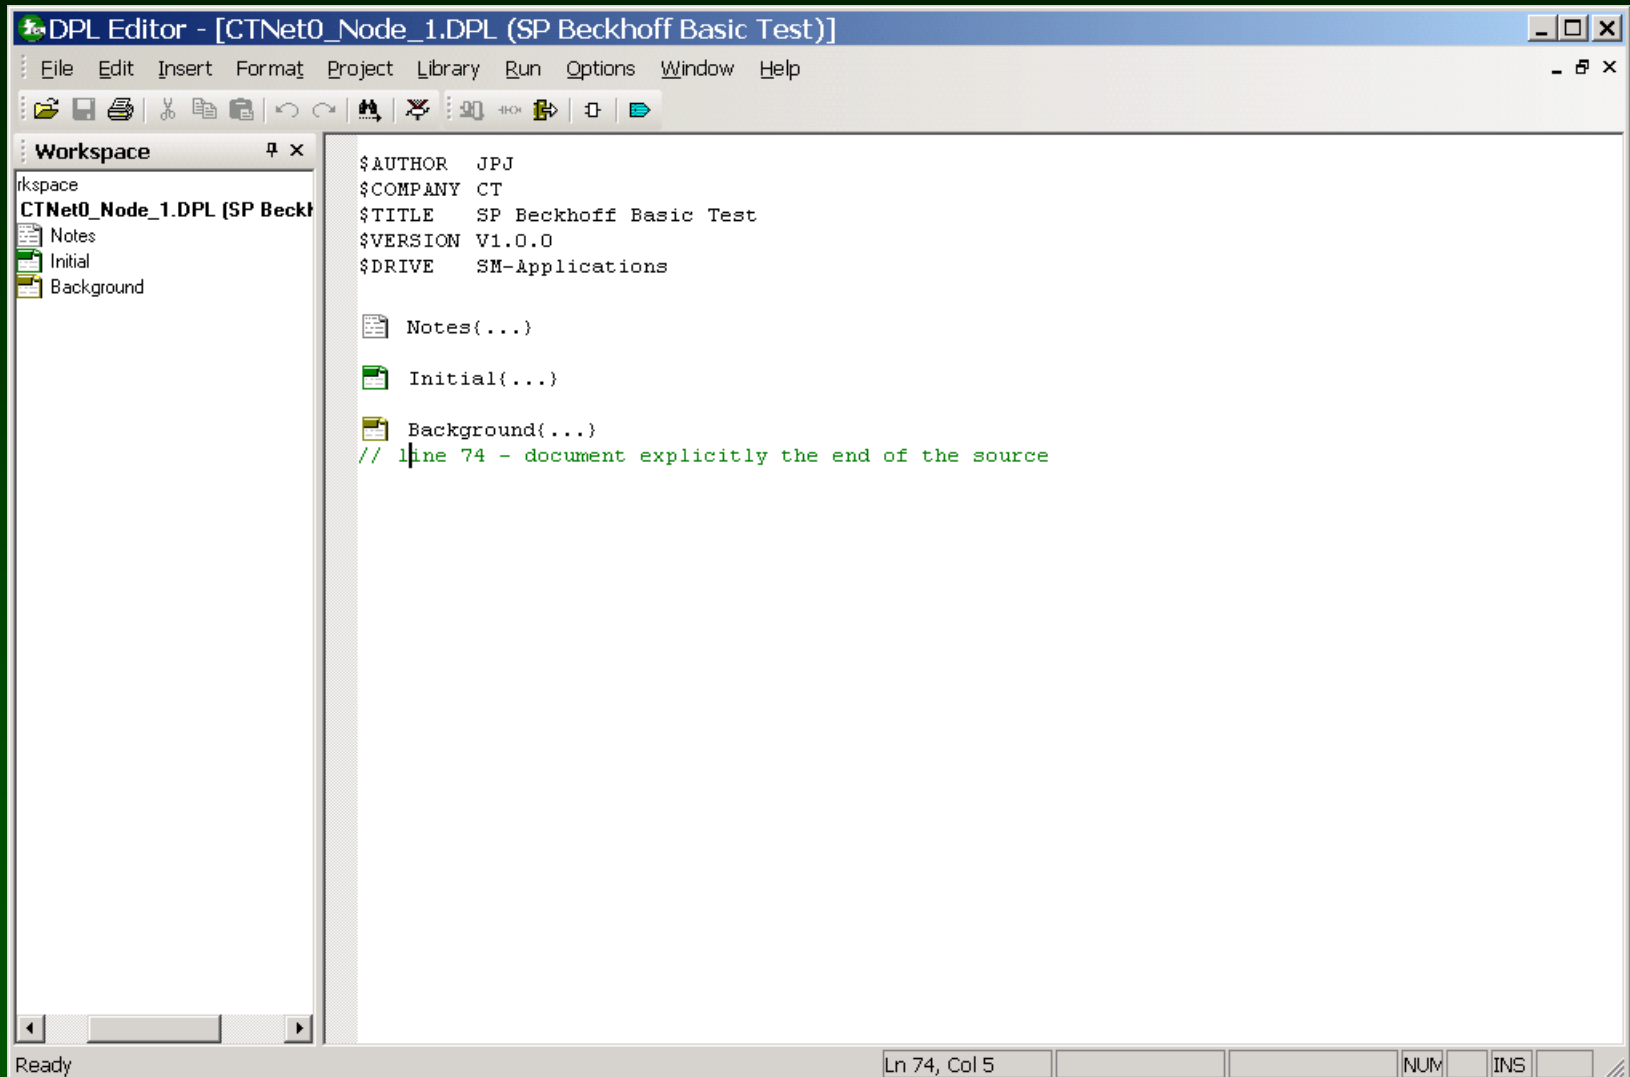 DPL Editor - [CTNet0_Node_1.DPL (SP Beckhoff Basic Test)]
File Edit Insert Format Project Library Run Options Window Help
Workspace
rkspace
CTNet0_Node_1.DPL (SP Beckh
Notes
Initial
Background
$AUTHOR JPJ
$COMPANY CT
$TITLE SP Beckhoff Basic Test
$VERSION V1.0.0
$DRIVE SM-Applications
Notes{...}
Initial{...}
Background{...}
// line 74 - document explicitly the end of the source
Ready
Ln 74, Col 5
NUM
INS